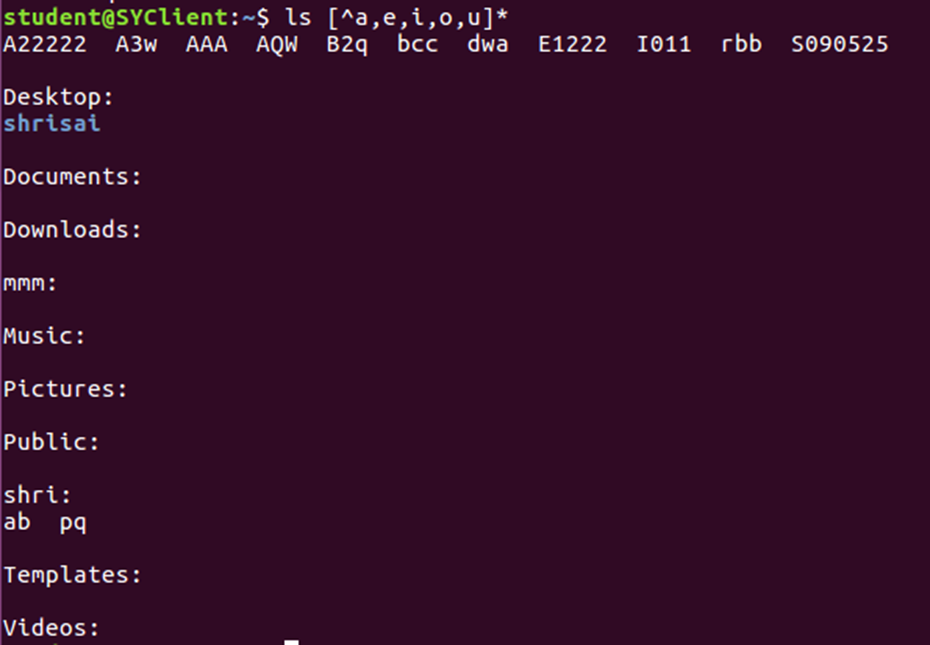 student@SYClient:~$ ls [^a,e,i,o,u]*
A22222  A3w  AAA  AQW  B2q  bcc  dwa  E1222  I011  rbb  S090525
Desktop:
shrisai
Documents:
Downloads:
mmm:
Music:
Pictures:
Public:
shri:
ab  pq
Templates:
Videos: